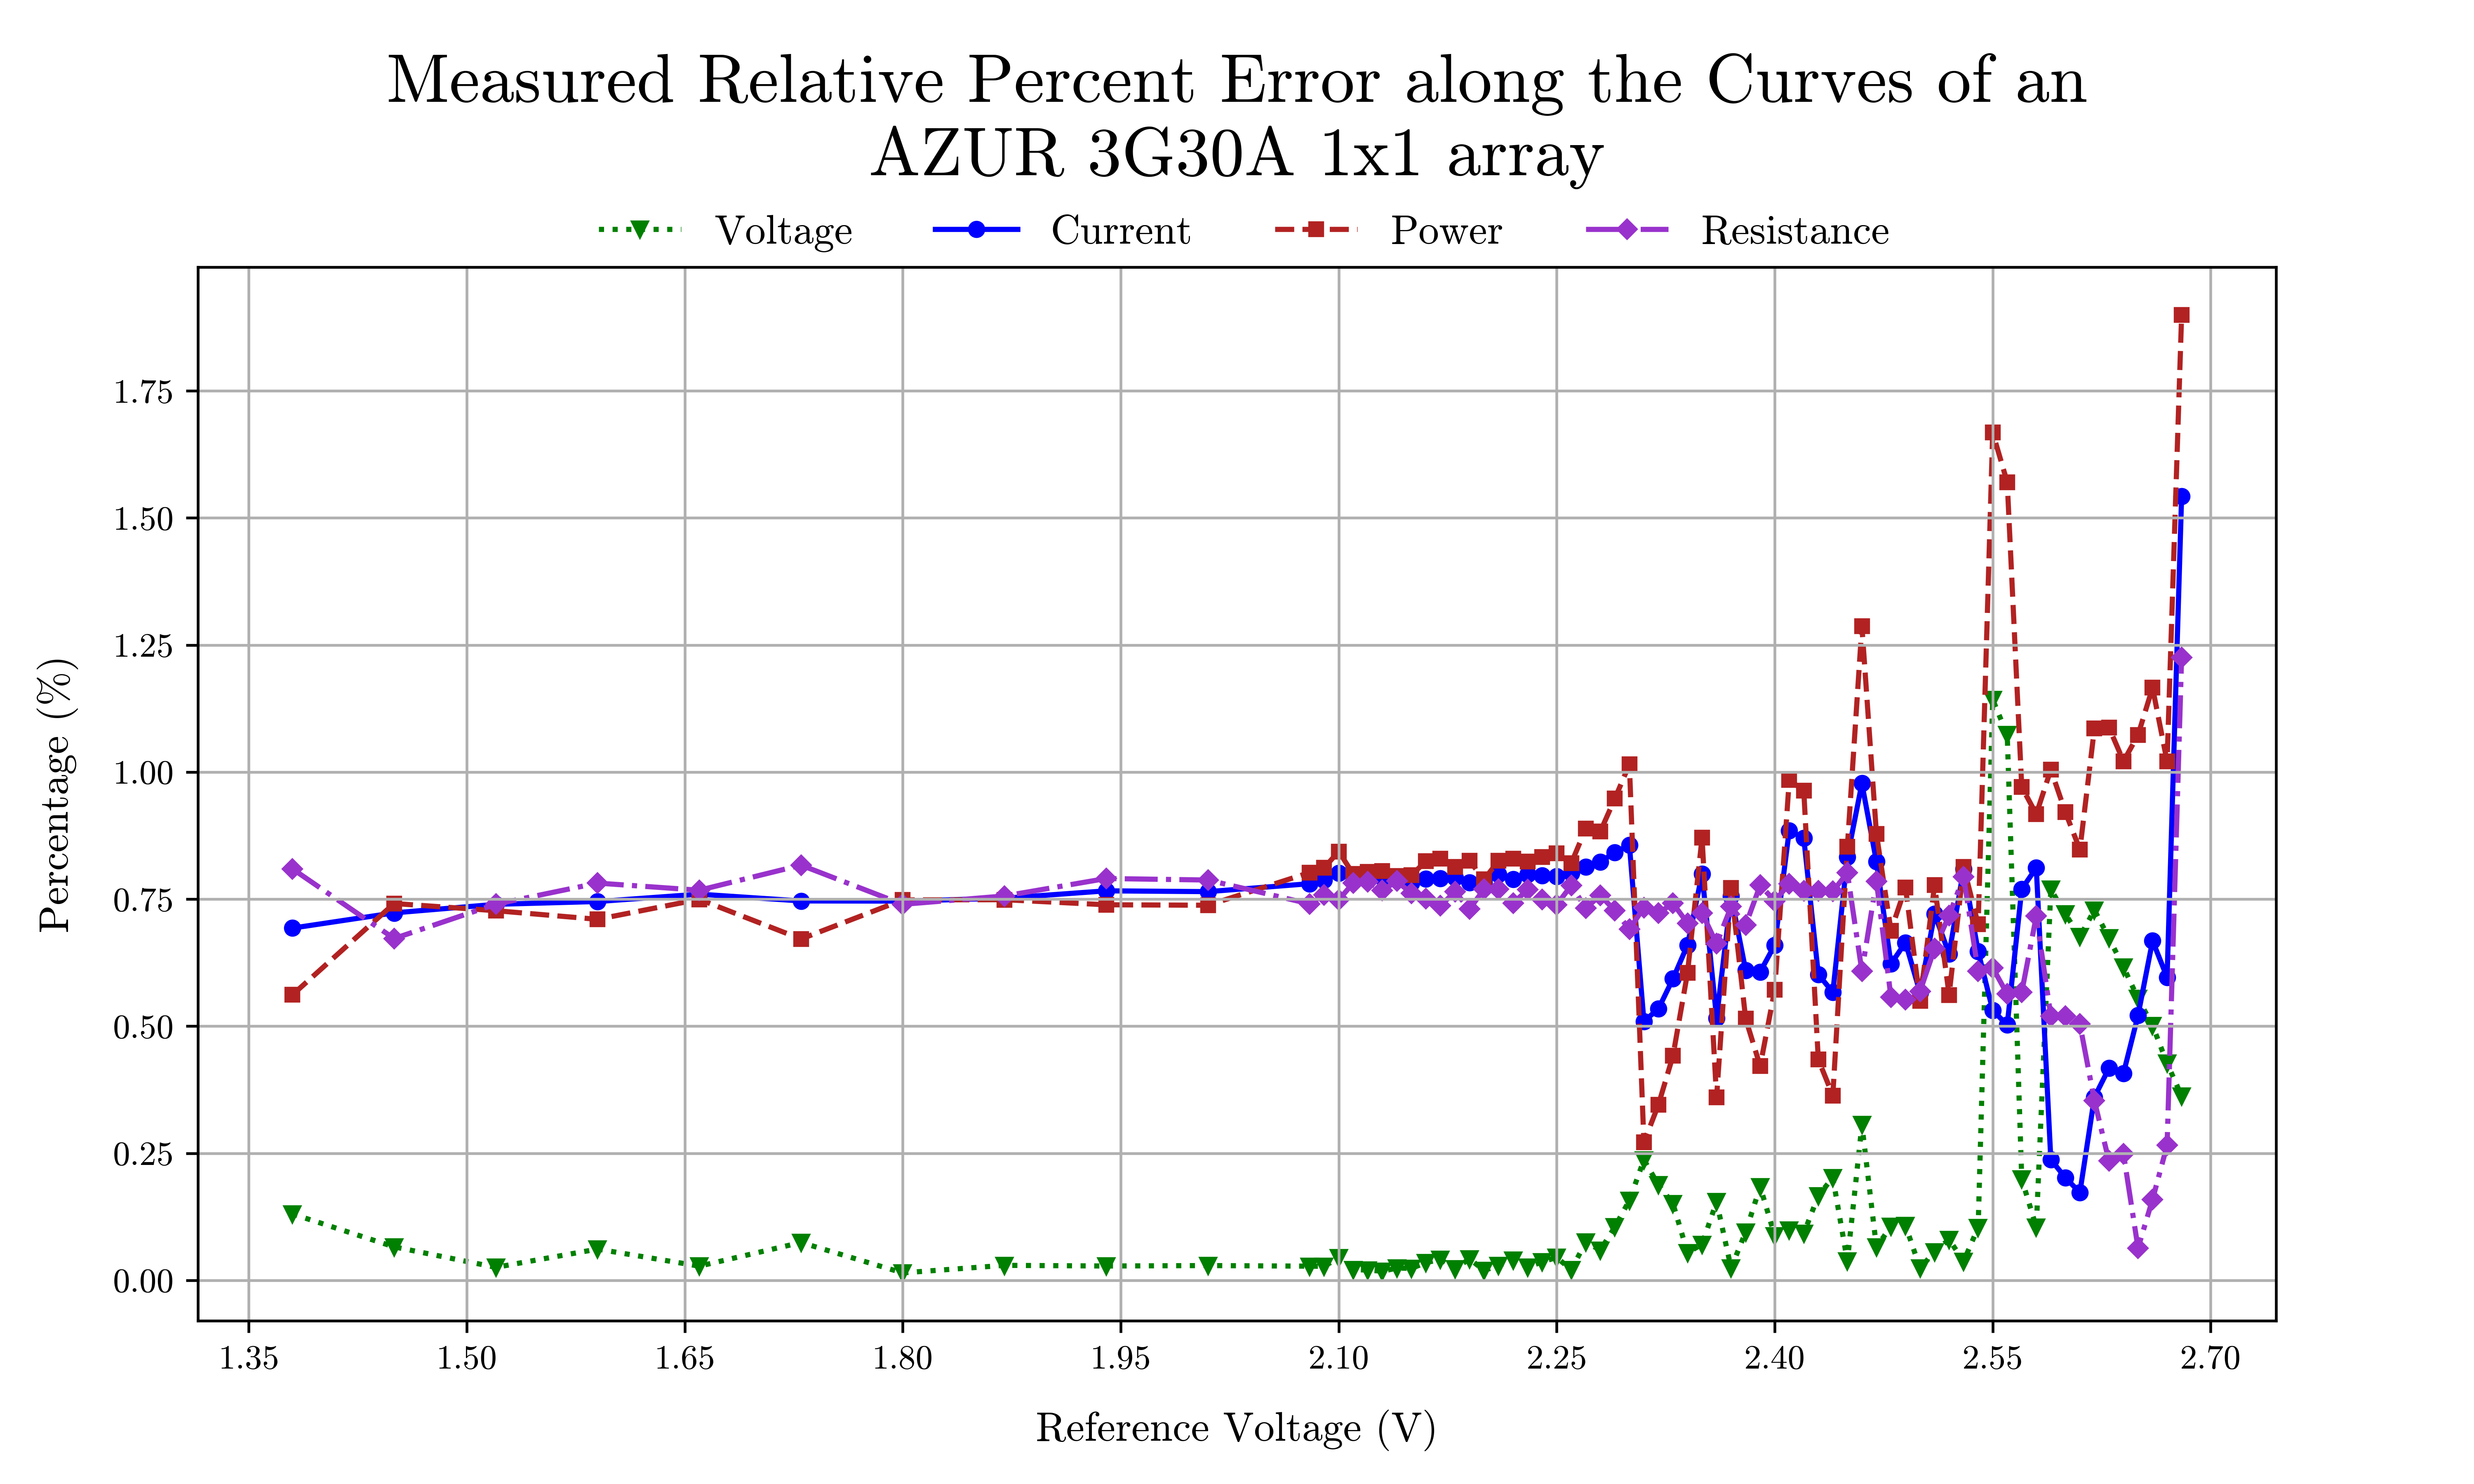 Measured Relative Percent Error along the Curves of an
AZUR 3G30A 1x1 array
Voltage Current Power Resistance
Percentage (%)
1.75
1.50
1.25
1.00
0.75
0.50
0.25
0.00
1.35 1.50 1.65 1.80 1.95 2.10 2.25 2.40 2.55 2.70
Reference Voltage (V)